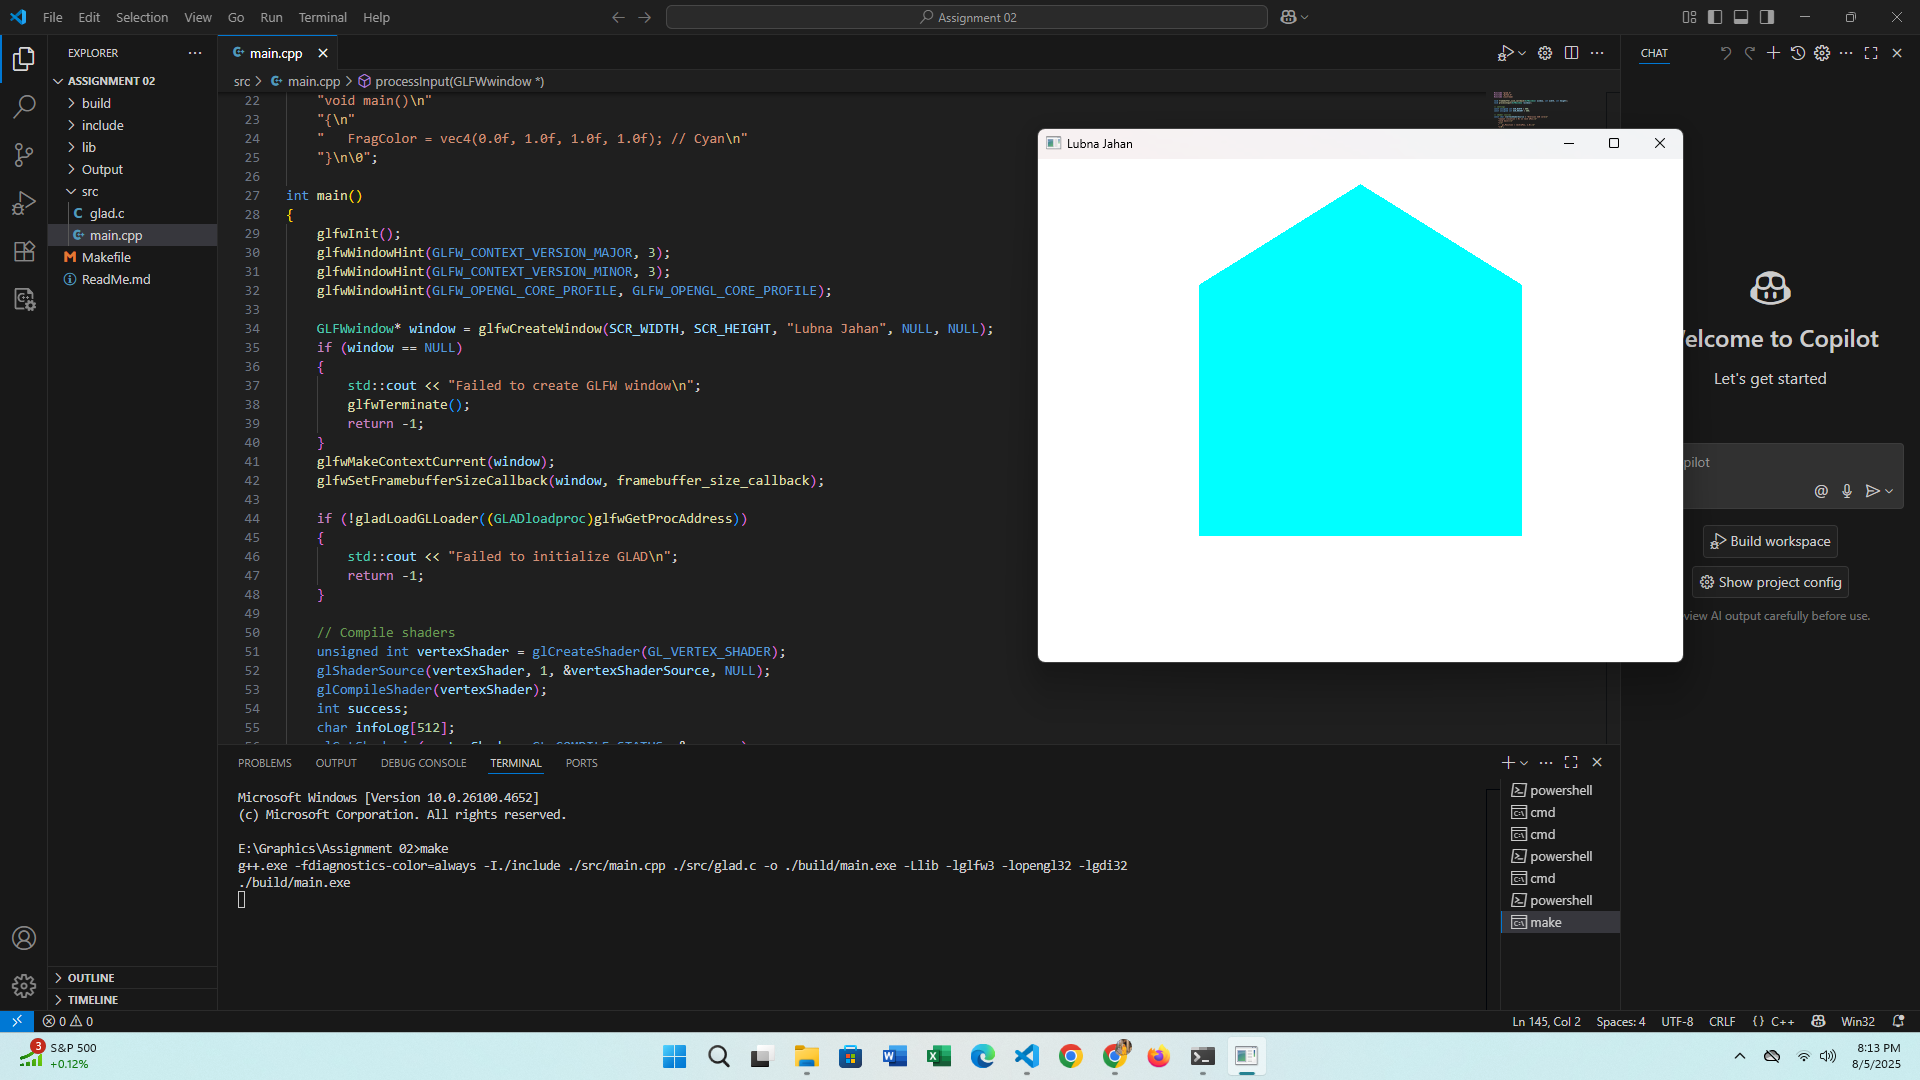 File Edit Selection View Go Run Terminal Help
Assignment 02
EXPLORER
ASSIGNMENT 02
build
include
lib
Output
src
C glad.c
main.cpp
M Makefile
ReadMe.md
OUTLINE
TIMELINE
main.cpp
src > main.cpp > processInput(GLFWwindow *)
22 "void main()\n"
23 "{\n"
24 "   FragColor = vec4(0.0f, 1.0f, 1.0f, 1.0f); // Cyan\n"
25 "}\n\0";
26
27 int main()
28 {
29 glfwInit();
30 glfwWindowHint(GLFW_CONTEXT_VERSION_MAJOR, 3);
31 glfwWindowHint(GLFW_CONTEXT_VERSION_MINOR, 3);
32 glfwWindowHint(GLFW_OPENGL_CORE_PROFILE, GLFW_OPENGL_CORE_PROFILE);
33
34 GLFWwindow* window = glfwCreateWindow(SCR_WIDTH, SCR_HEIGHT, "Lubna Jahan", NULL, NULL);
35 if (window == NULL)
36 {
37 std::cout << "Failed to create GLFW window\n";
38 glfwTerminate();
39 return -1;
40 }
41 glfwMakeContextCurrent(window);
42 glfwSetFramebufferSizeCallback(window, framebuffer_size_callback);
43
44 if (!gladLoadGLLoader((GLADloadproc)glfwGetProcAddress))
45 {
46 std::cout << "Failed to initialize GLAD\n";
47 return -1;
48 }
49
50 // Compile shaders
51 unsigned int vertexShader = glCreateShader(GL_VERTEX_SHADER);
52 glShaderSource(vertexShader, 1, &vertexShaderSource, NULL);
53 glCompileShader(vertexShader);
54 int success;
55 char infoLog[512];
Lubna Jahan
CHAT
elcome to Copilot
Let's get started
pilot
Build workspace
Show project config
view AI output carefully before use.
PROBLEMS OUTPUT DEBUG CONSOLE TERMINAL PORTS
Microsoft Windows [Version 10.0.26100.4652]
(c) Microsoft Corporation. All rights reserved.
E:\Graphics\Assignment 02>make
g++.exe -fdiagnostics-color=always -I./include ./src/main.cpp ./src/glad.c -o ./build/main.exe -Llib -lglfw3 -lopengl32 -lgdi32
./build/main.exe
powershell
cmd
cmd
powershell
cmd
powershell
make
0 0
Ln 145, Col 2 Spaces: 4 UTF-8 CRLF {} C++ Win32
3
S&P 500
+0.12%
8:13 PM
8/5/2025